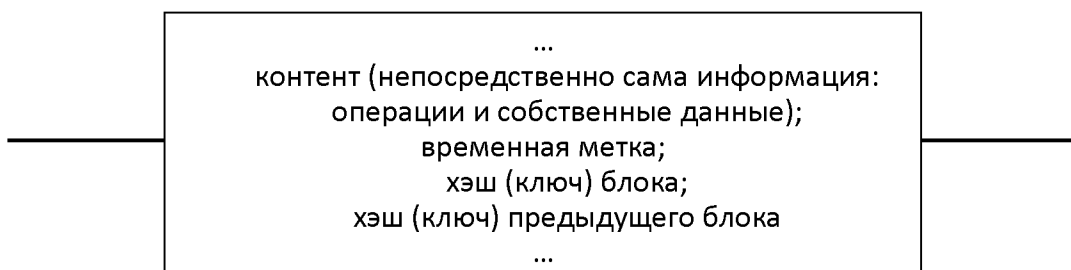 ...
контент (непосредственно сама информация:
операции и собственные данные);
временная метка;
хэш (ключ) блока;
хэш (ключ) предыдущего блока
...